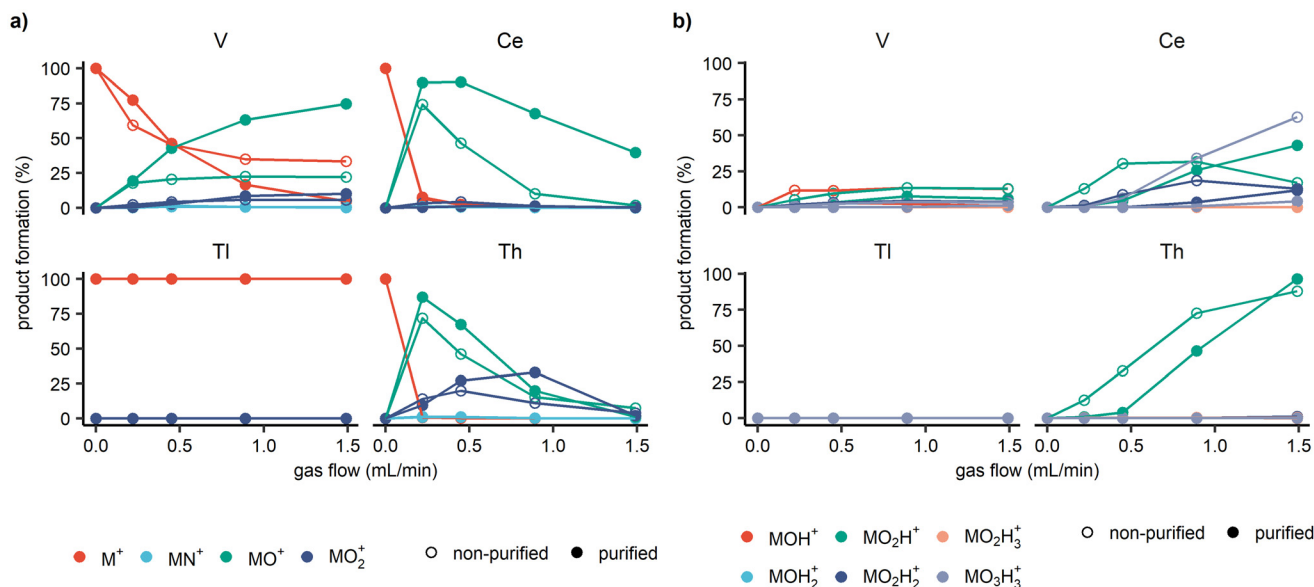 a)
V
Ce
100
75
50
25
0
Tl
Th
100
75
50
25
0
0.0
0.5
1.0
1.5
0.0
0.5
1.0
1.5
product formation (%)
gas flow (mL/min)
M⁺ MN⁺ MO⁺ MO₂⁺ non-purified purified
b)
V
Ce
100
75
50
25
0
Tl
Th
100
75
50
25
0
0.0
0.5
1.0
1.5
0.0
0.5
1.0
1.5
product formation (%)
gas flow (mL/min)
MOH⁺ MO₂H⁺ MO₂H₃⁺ non-purified purified
MOH₂⁺ MO₂H₂⁺ MO₃H₃⁺